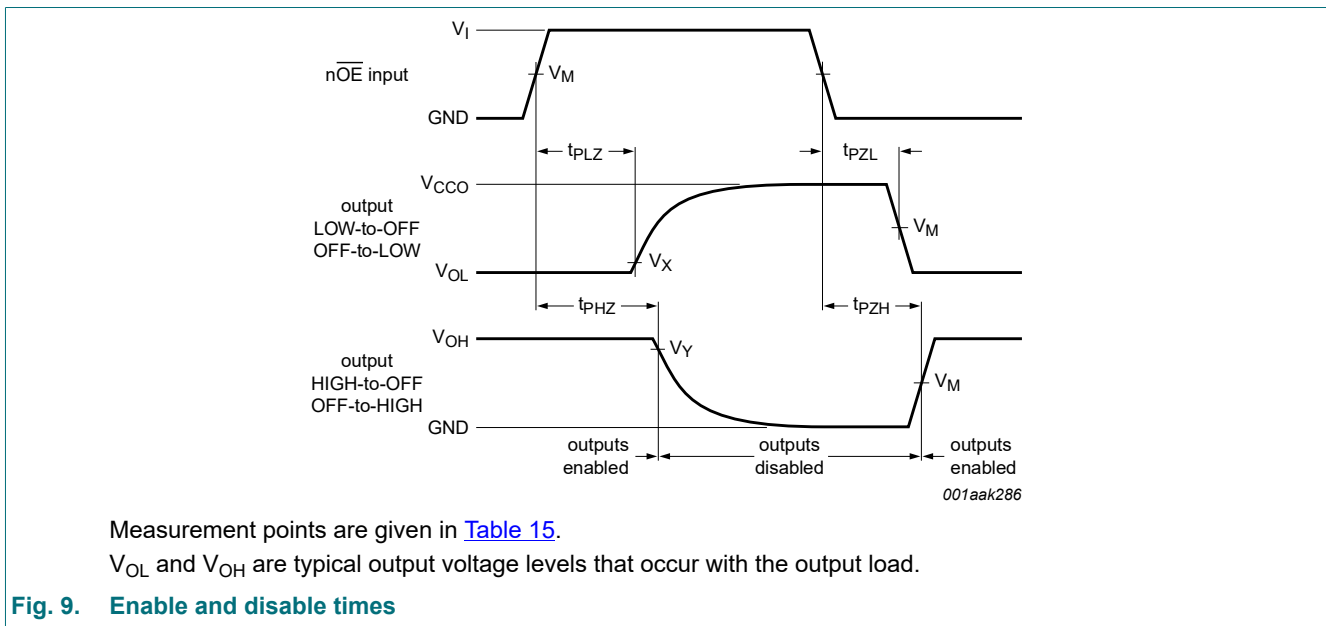 V_I
nOE̅ input
V_M
GND
t_PLZ
t_PZL
V_CCO
output
LOW-to-OFF
OFF-to-LOW
V_M
V_X
V_OL
t_PHZ
t_PZH
V_OH
V_Y
output
HIGH-to-OFF
OFF-to-HIGH
V_M
GND
outputs
enabled
outputs
disabled
outputs
enabled
001aak286
Measurement points are given in Table 15.
V_OL and V_OH are typical output voltage levels that occur with the output load.
Fig. 9. Enable and disable times